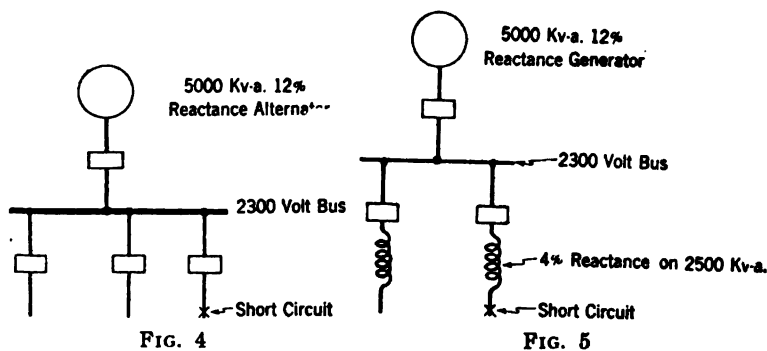 5000 Kv-a. 12%
Reactance Alternator
2300 Volt Bus
Short Circuit
FIG. 4
5000 Kv-a. 12%
Reactance Generator
2300 Volt Bus
4% Reactance on 2500 Kv-a.
Short Circuit
FIG. 5